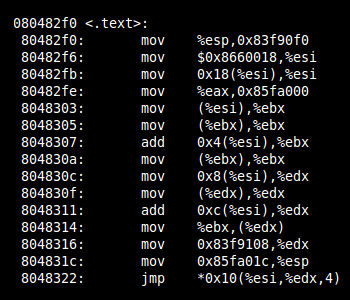 080482f0 <.text>:
80482f0: mov %esp,0x83f90f0
80482f6: mov $0x8660018,%esi
80482fb: mov 0x18(%esi),%esi
80482fe: mov %eax,0x85fa000
8048303: mov (%esi),%ebx
8048305: mov (%ebx),%ebx
8048307: add 0x4(%esi),%ebx
804830a: mov (%ebx),%ebx
804830c: mov 0x8(%esi),%edx
804830f: mov (%edx),%edx
8048311: add 0xc(%esi),%edx
8048314: mov %ebx,(%edx)
8048316: mov 0x83f9108,%edx
804831c: mov 0x85fa01c,%esp
8048322: jmp *0x10(%esi,%edx,4)